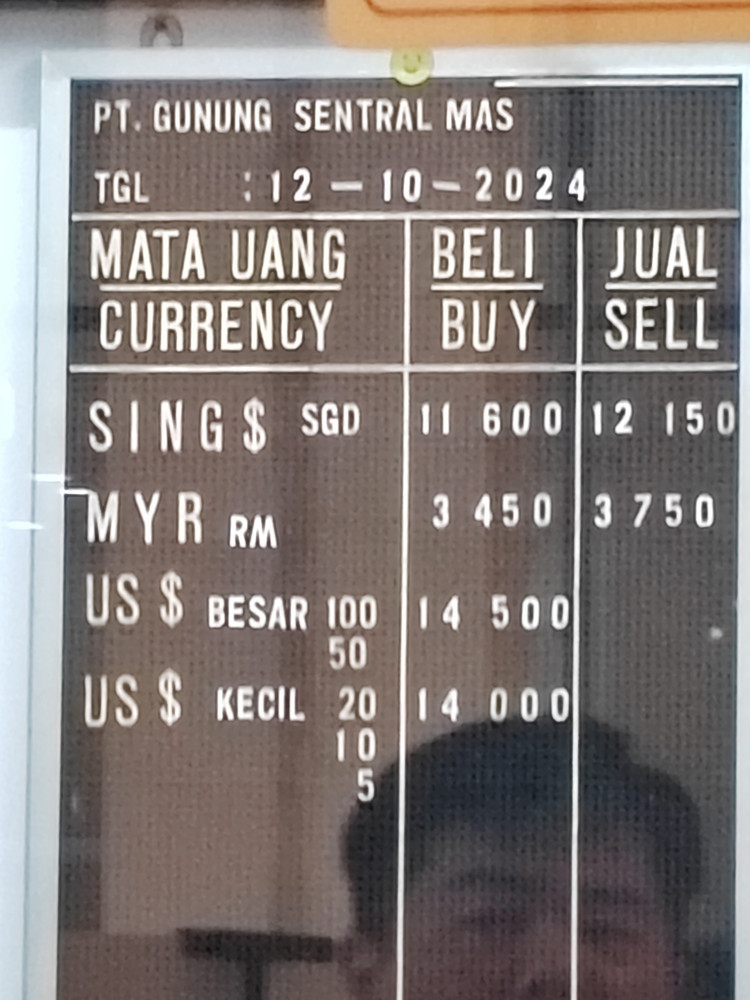 PT. GUNUNG SENTRAL MAS
TGL : 12 - 10 - 2024
MATA UANG BELI JUAL
CURRENCY BUY SELL
SING $ SGD 11 600 12 150
MYR RM 3 450 3 750
US $ BESAR 100 14 500
50
US $ KECIL 20 14 000
10
5